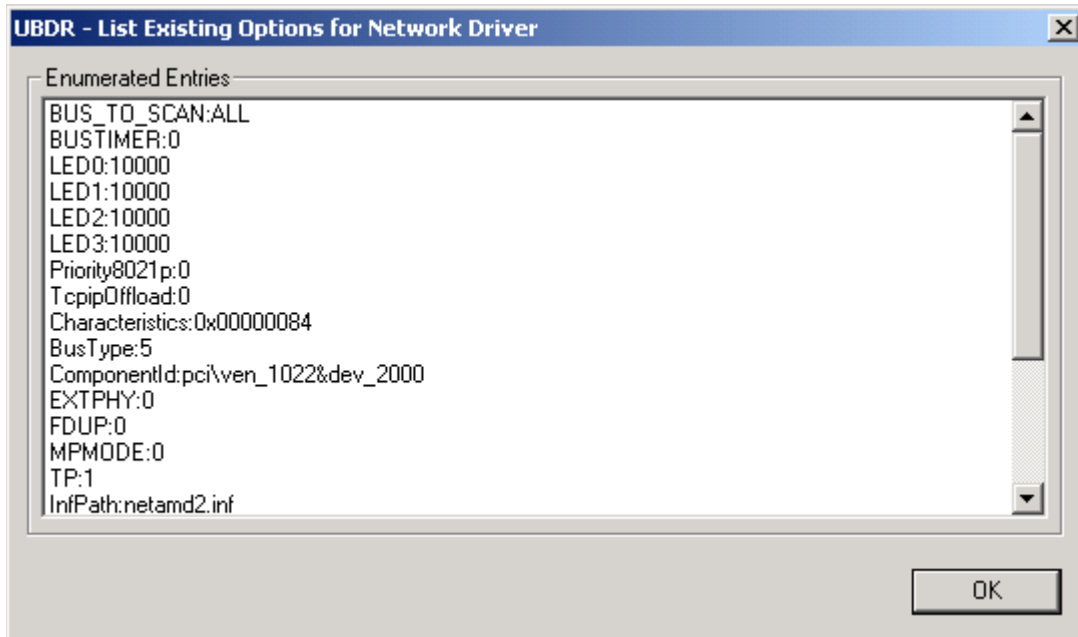 UBDR - List Existing Options for Network Driver
Enumerated Entries
BUS_TO_SCAN:ALL
BUSTIMER:0
LED0:10000
LED1:10000
LED2:10000
LED3:10000
Priority8021p:0
TcpipOffload:0
Characteristics:0x00000084
BusType:5
ComponentId:pci\ven_1022&dev_2000
EXTPHY:0
FDUP:0
MPMODE:0
TP:1
InfPath:netamd2.inf
OK